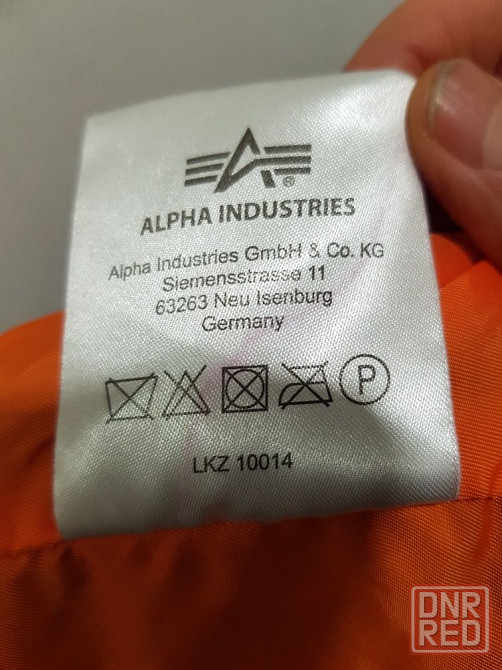 ®
ALPHA INDUSTRIES
Alpha Industries GmbH & Co. KG
Siemensstrasse 11
63263 Neu Isenburg
Germany
P
LKZ 10014
DNR
RED